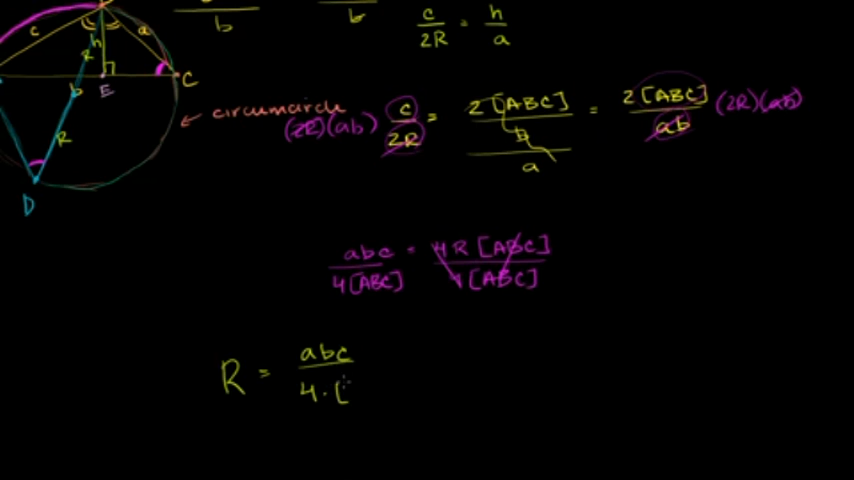 b
b
c/2R = h/a
c
a
h
R
b
E
C
R
D
circumcircle
(2R)(ab) c/2R = 2[ABC]/b/a = 2[ABC]/ab (2R)(ab)
abc/4[ABC] = 4R[ABC]/4[ABC]
R = abc/4·[